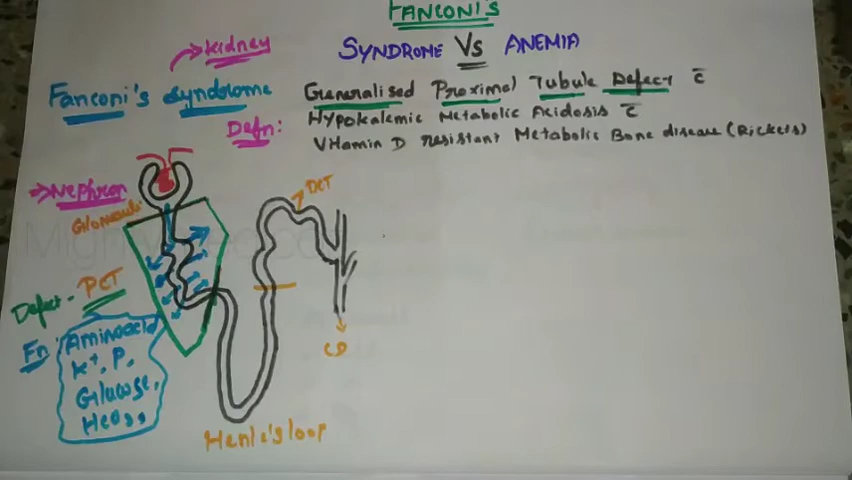 FANCONI'S
SYNDROME Vs ANEMIA
kidney
Fanconi's syndrome
Defn:
Generalised Proximal Tubule Defect c̄
Hypokalemic Metabolic Acidosis c̄
Vitamin D resistant Metabolic Bone disease (Rickets)
Nephron
Glomeruli
DCT
Defect - PCT
Fn:
Aminoacid
K+, P,
Glucose,
HCO3,
CD
Henle's loop